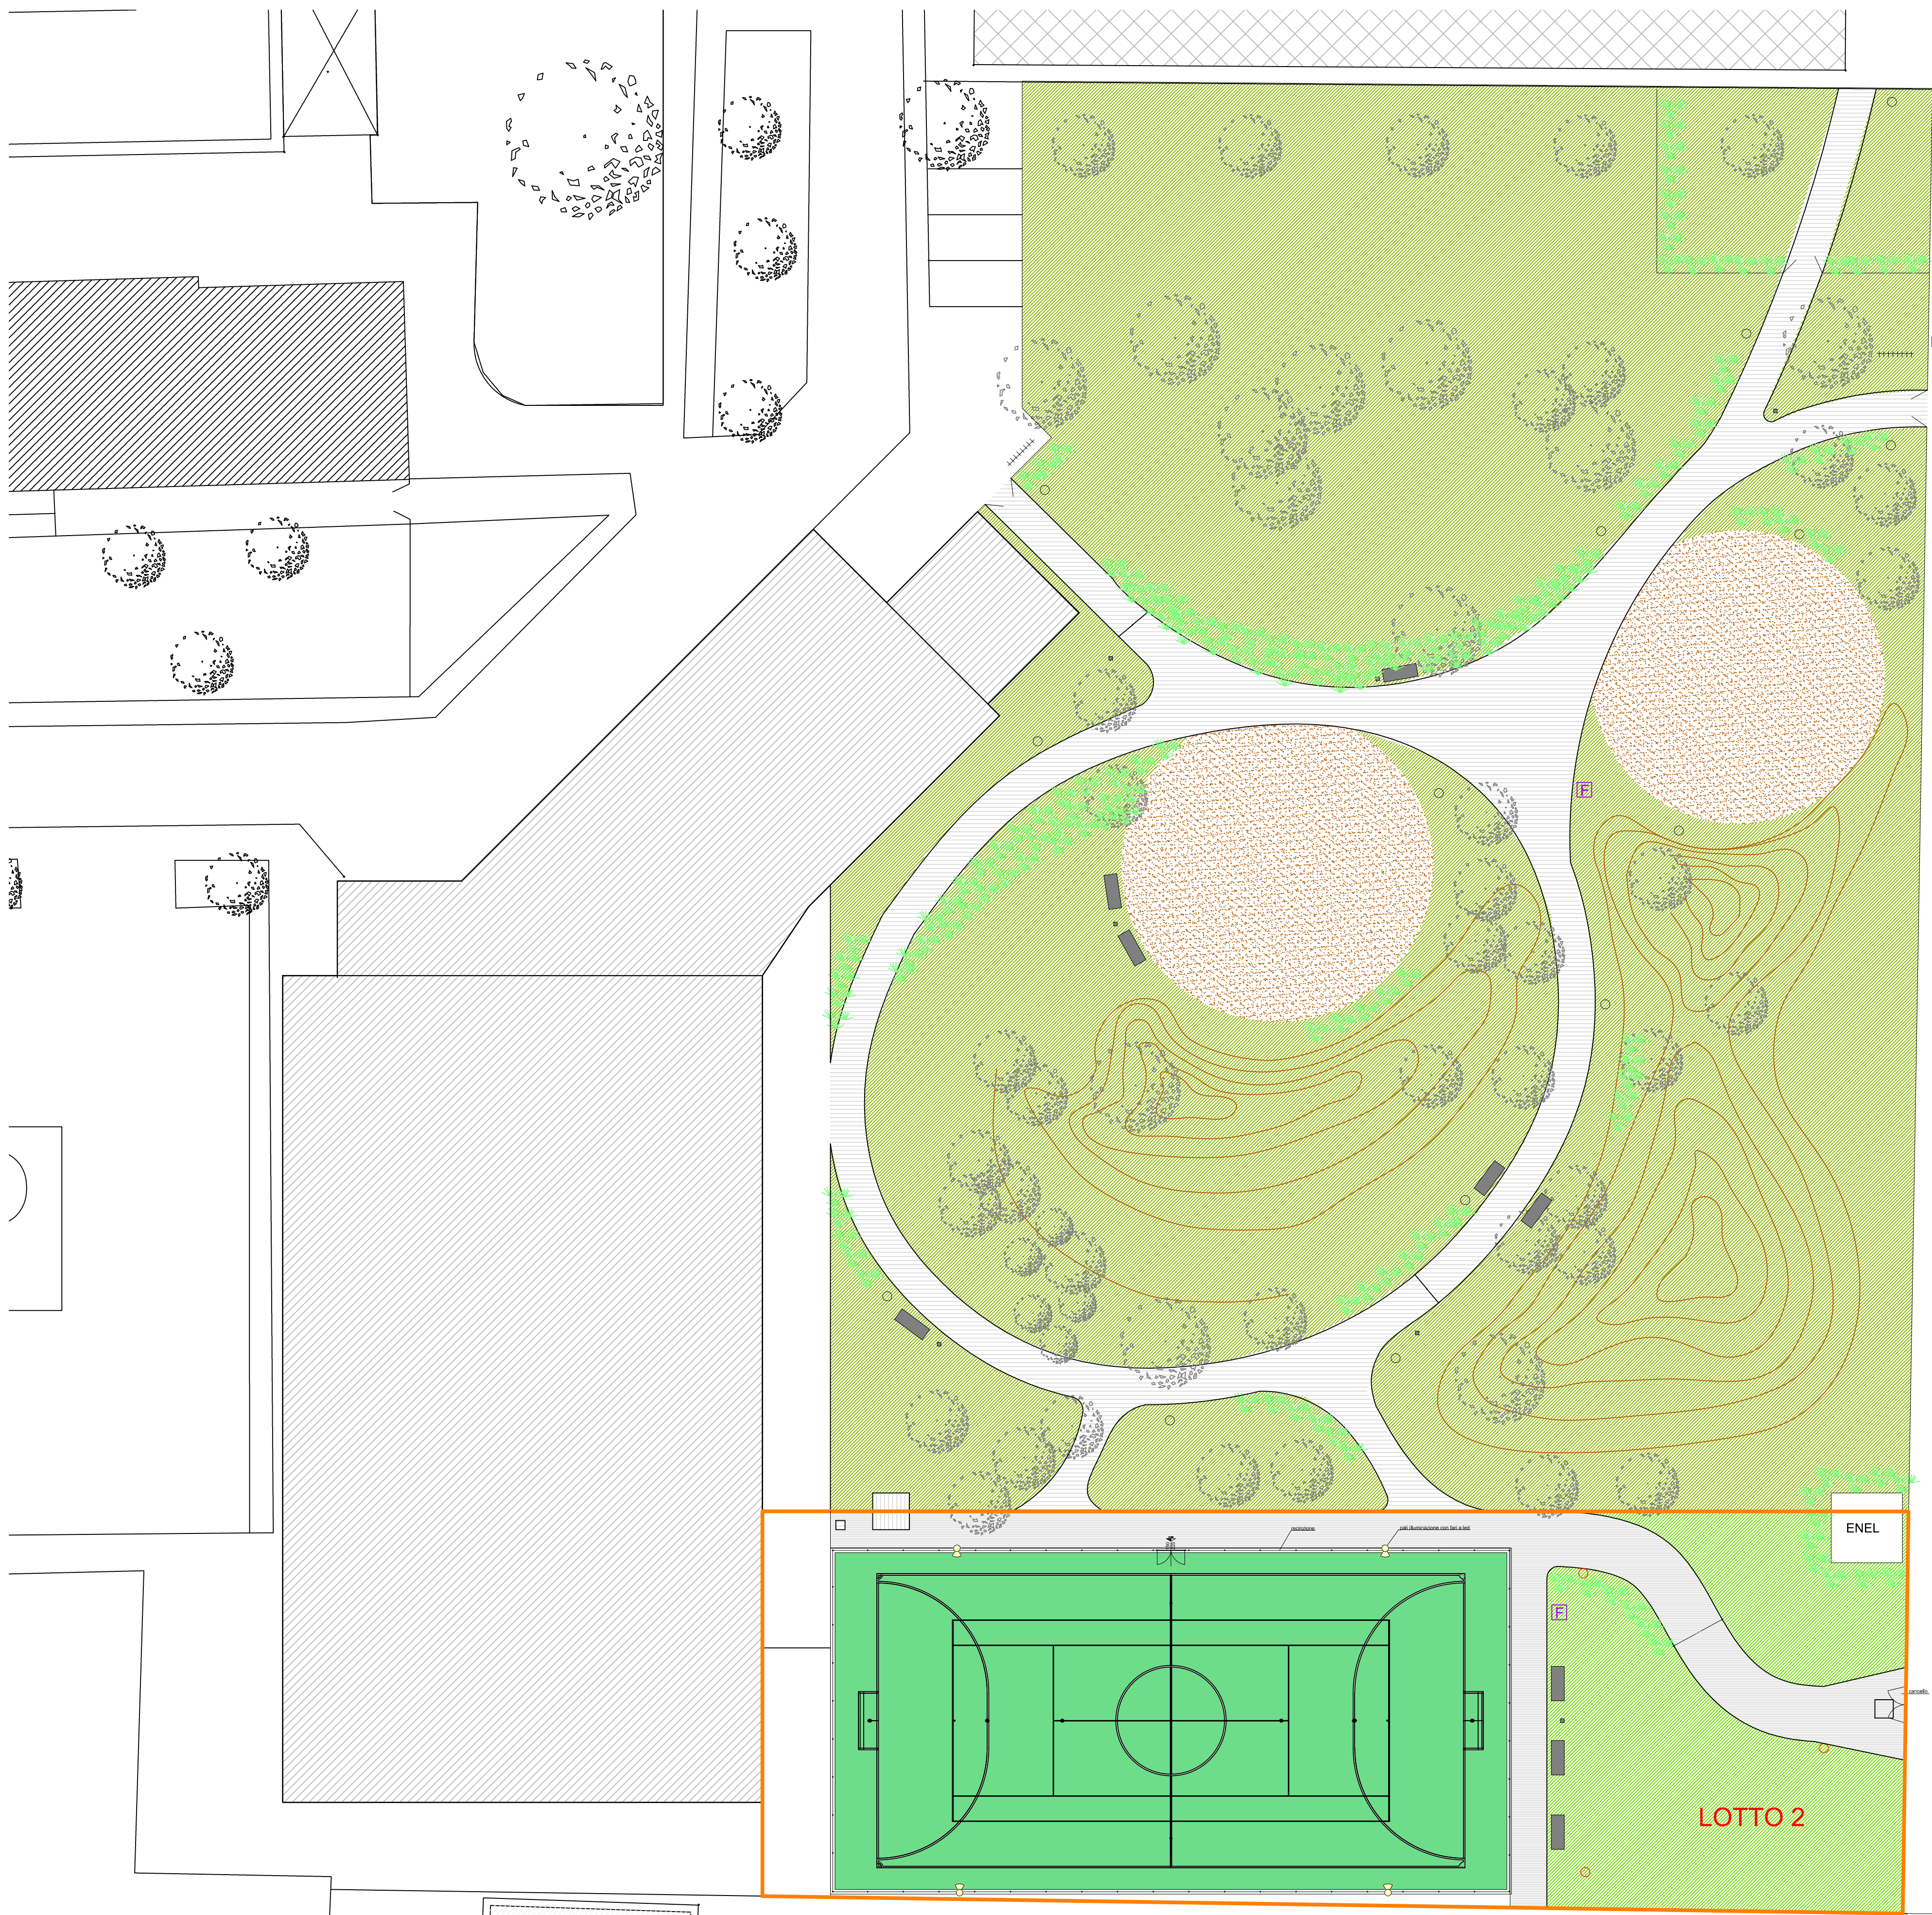 F
ENEL
recinzione
pali illuminazione con fari a led
F
cancello
LOTTO 2